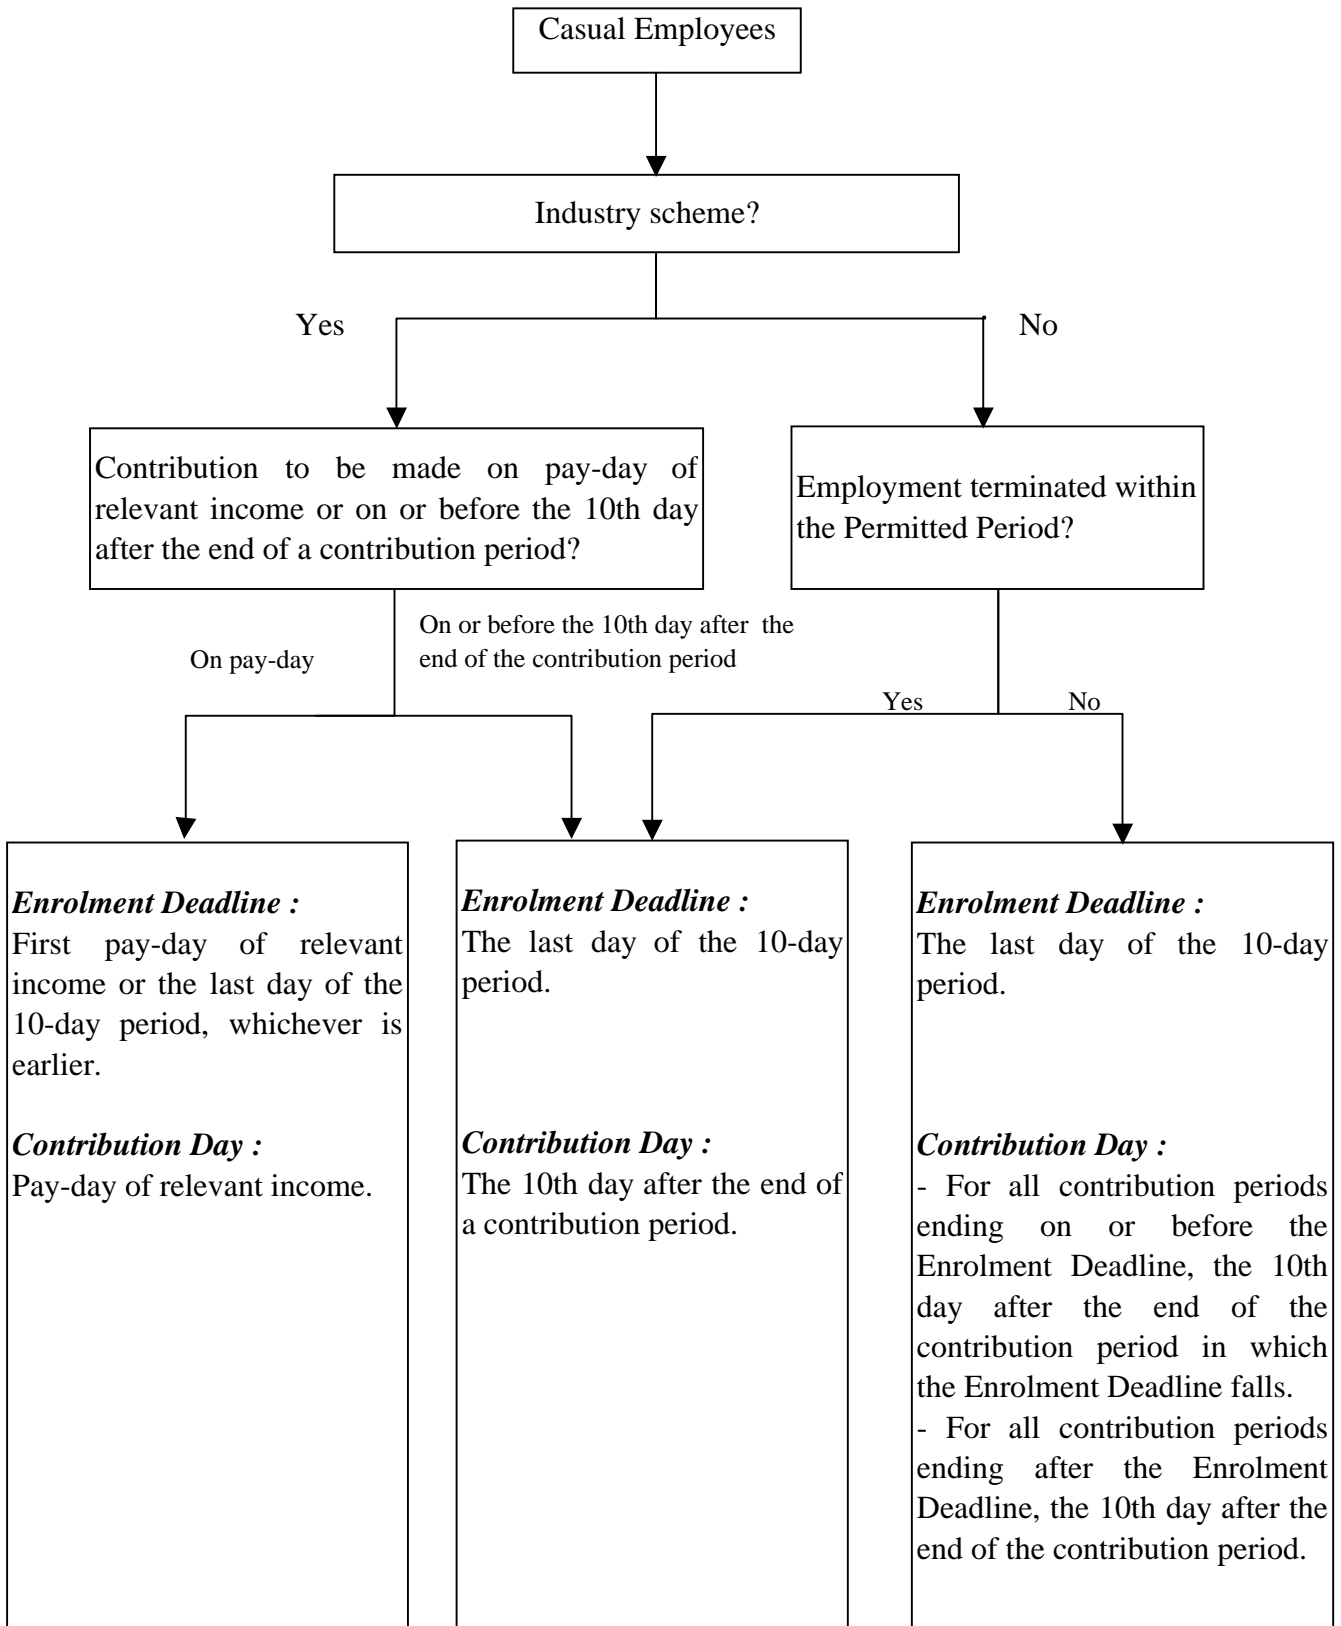 Casual Employees
Industry scheme?
Yes
No
Contribution to be made on pay-day of
relevant income or on or before the 10th day
after the end of a contribution period?
Employment terminated within
the Permitted Period?
On pay-day
On or before the 10th day after the
end of the contribution period
Yes
No
Enrolment Deadline :
First pay-day of relevant
income or the last day of the
10-day period, whichever is
earlier.
Contribution Day :
Pay-day of relevant income.
Enrolment Deadline :
The last day of the 10-day
period.
Contribution Day :
The 10th day after the end of
a contribution period.
Enrolment Deadline :
The last day of the 10-day
period.
Contribution Day :
- For all contribution periods
ending on or before the
Enrolment Deadline, the 10th
day after the end of the
contribution period in which
the Enrolment Deadline falls.
- For all contribution periods
ending after the Enrolment
Deadline, the 10th day after the
end of the contribution period.